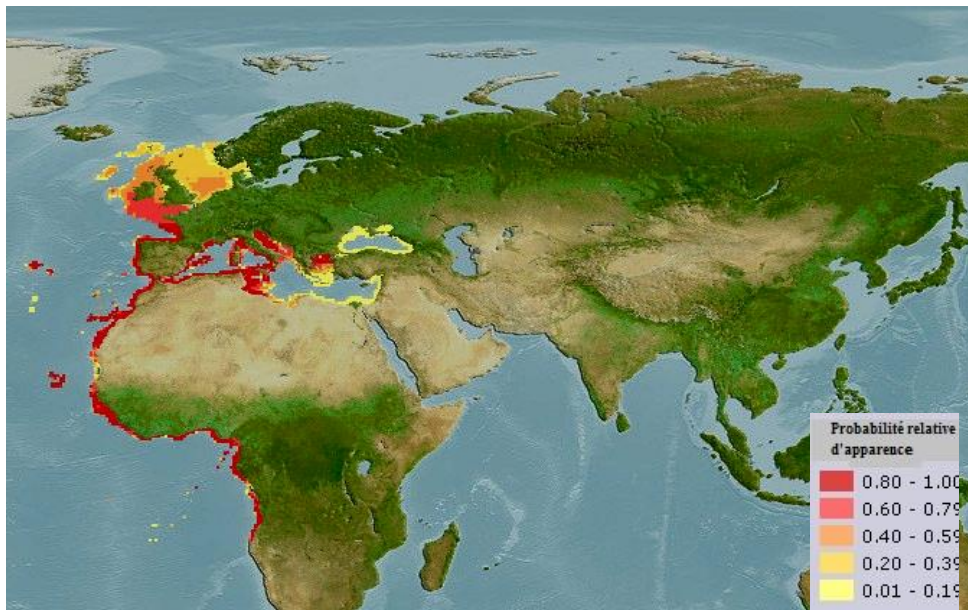 Probabilité relative
d'apparence
0.80 - 1.00
0.60 - 0.79
0.40 - 0.59
0.20 - 0.39
0.01 - 0.19